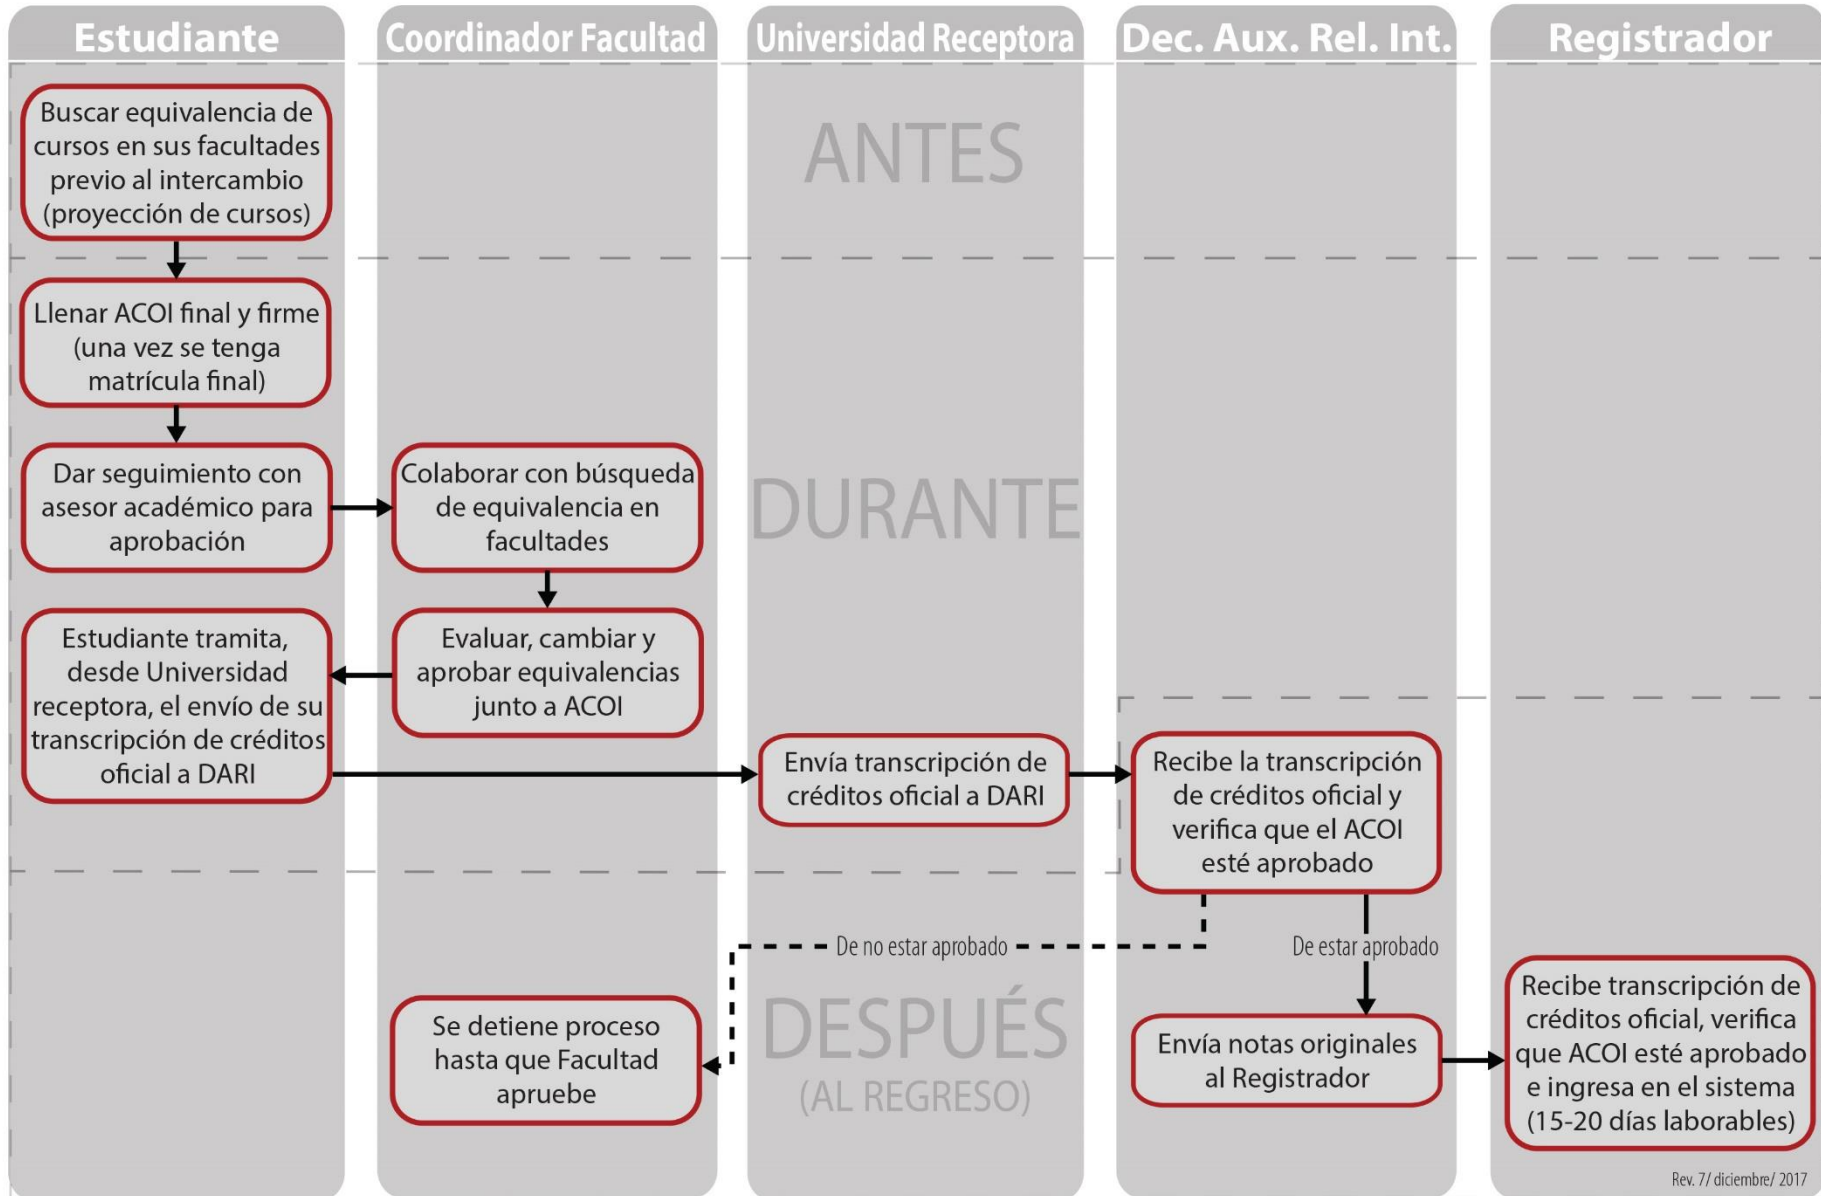 Estudiante
Coordinador Facultad
Universidad Receptora
Dec. Aux. Rel. Int.
Registrador
Buscar equivalencia de
cursos en sus facultades
previo al intercambio
(proyección de cursos)
ANTES
Llenar ACOI final y firme
(una vez se tenga
matrícula final)
Dar seguimiento con
asesor académico para
aprobación
Colaborar con búsqueda
de equivalencia en
facultades
DURANTE
Estudiante tramita,
desde Universidad
receptora, el envío de su
transcripción de créditos
oficial a DARI
Evaluar, cambiar y
aprobar equivalencias
junto a ACOI
Envía transcripción de
créditos oficial a DARI
Recibe la transcripción
de créditos oficial y
verifica que el ACOI
esté aprobado
De no estar aprobado
De estar aprobado
Se detiene proceso
hasta que Facultad
apruebe
DESPUÉS
(AL REGRESO)
Envía notas originales
al Registrador
Recibe transcripción de
créditos oficial, verifica
que ACOI esté aprobado
e ingresa en el sistema
(15-20 días laborables)
Rev. 7/ diciembre/ 2017